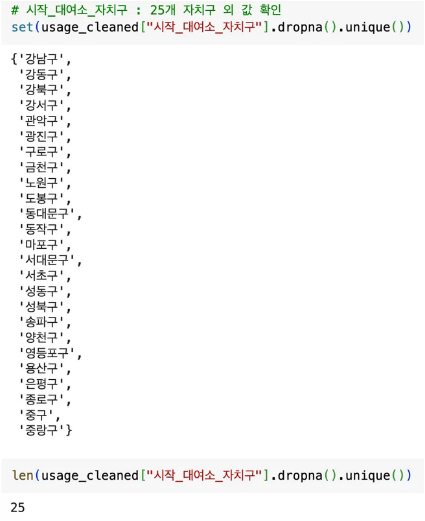 # 시작_대여소_자치구 : 25개 자치구 외 값 확인
set(usage_cleaned["시작_대여소_자치구"].dropna().unique())
{'강남구',
'강동구',
'강북구',
'강서구',
'관악구',
'광진구',
'구로구',
'금천구',
'노원구',
'도봉구',
'동대문구',
'동작구',
'마포구',
'서대문구',
'서초구',
'성동구',
'성북구',
'송파구',
'양천구',
'영등포구',
'용산구',
'은평구',
'종로구',
'중구',
'중랑구'}
len(usage_cleaned["시작_대여소_자치구"].dropna().unique())
25